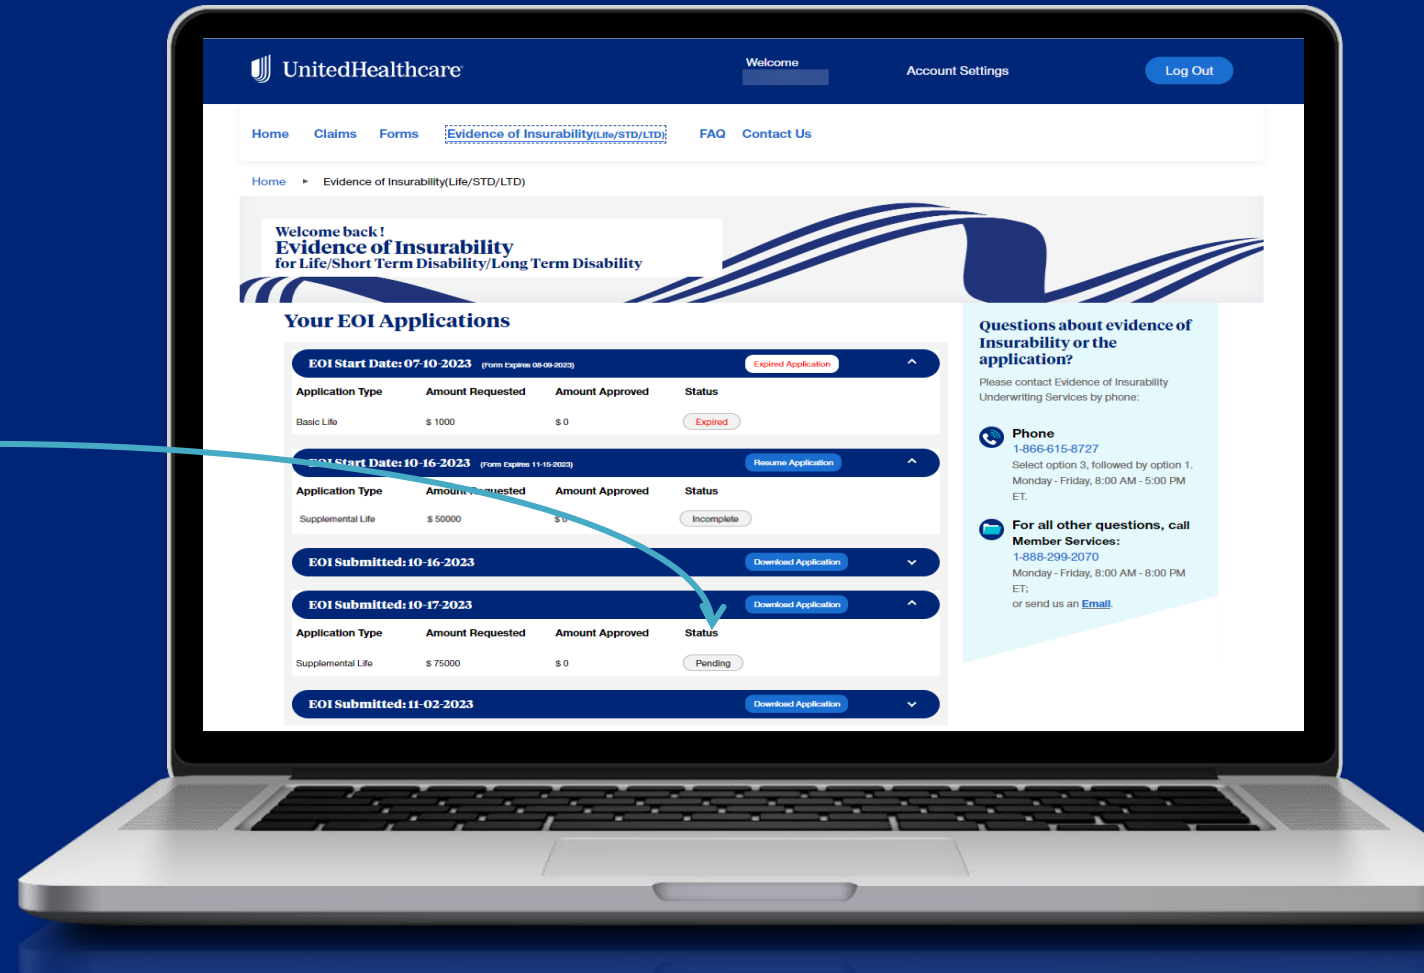 UnitedHealthcare
Welcome
Account Settings
Log Out
Home Claims Forms Evidence of Insurability(Life/STD/LTD) FAQ Contact Us
Home ► Evidence of Insurability(Life/STD/LTD)
Welcome back !
Evidence of Insurability
for Life/Short Term Disability/Long Term Disability
Your EOI Applications
EOI Start Date: 07-10-2023 (Form Expires 08-09-2023) Expired Application
Application Type Amount Requested Amount Approved Status
Basic Life $ 1000 $ 0 Expired
EOI Start Date: 10-16-2023 (Form Expires 11-15-2023) Resume Application
Application Type Amount Requested Amount Approved Status
Supplemental Life $ 50000 $ 0 Incomplete
EOI Submitted: 10-16-2023 Download Application
EOI Submitted: 10-17-2023 Download Application
Application Type Amount Requested Amount Approved Status
Supplemental Life $ 75000 $ 0 Pending
EOI Submitted: 11-02-2023 Download Application
Questions about evidence of
Insurability or the
application?
Please contact Evidence of Insurability
Underwriting Services by phone:
Phone
1-866-615-8727
Select option 3, followed by option 1.
Monday - Friday, 8:00 AM - 5:00 PM
ET.
For all other questions, call
Member Services:
1-888-299-2070
Monday - Friday, 8:00 AM - 8:00 PM
ET;
or send us an Email.